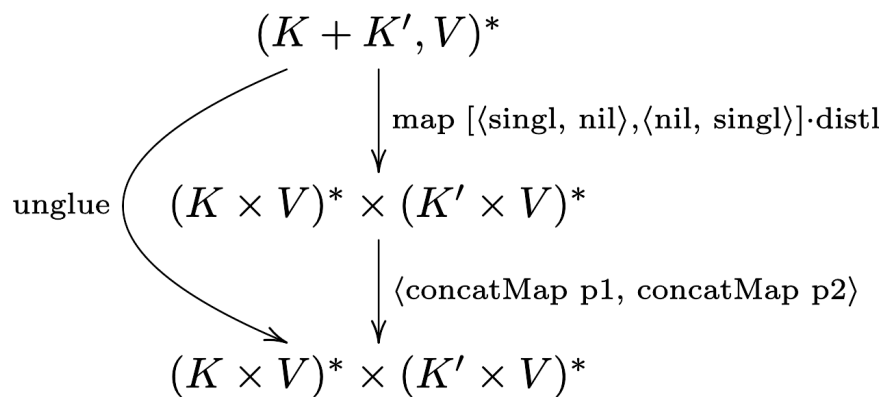 (K + K′, V)*
map [⟨singl, nil⟩,⟨nil, singl⟩]·distl
unglue
(K × V)* × (K′ × V)*
⟨concatMap p1, concatMap p2⟩
(K × V)* × (K′ × V)*